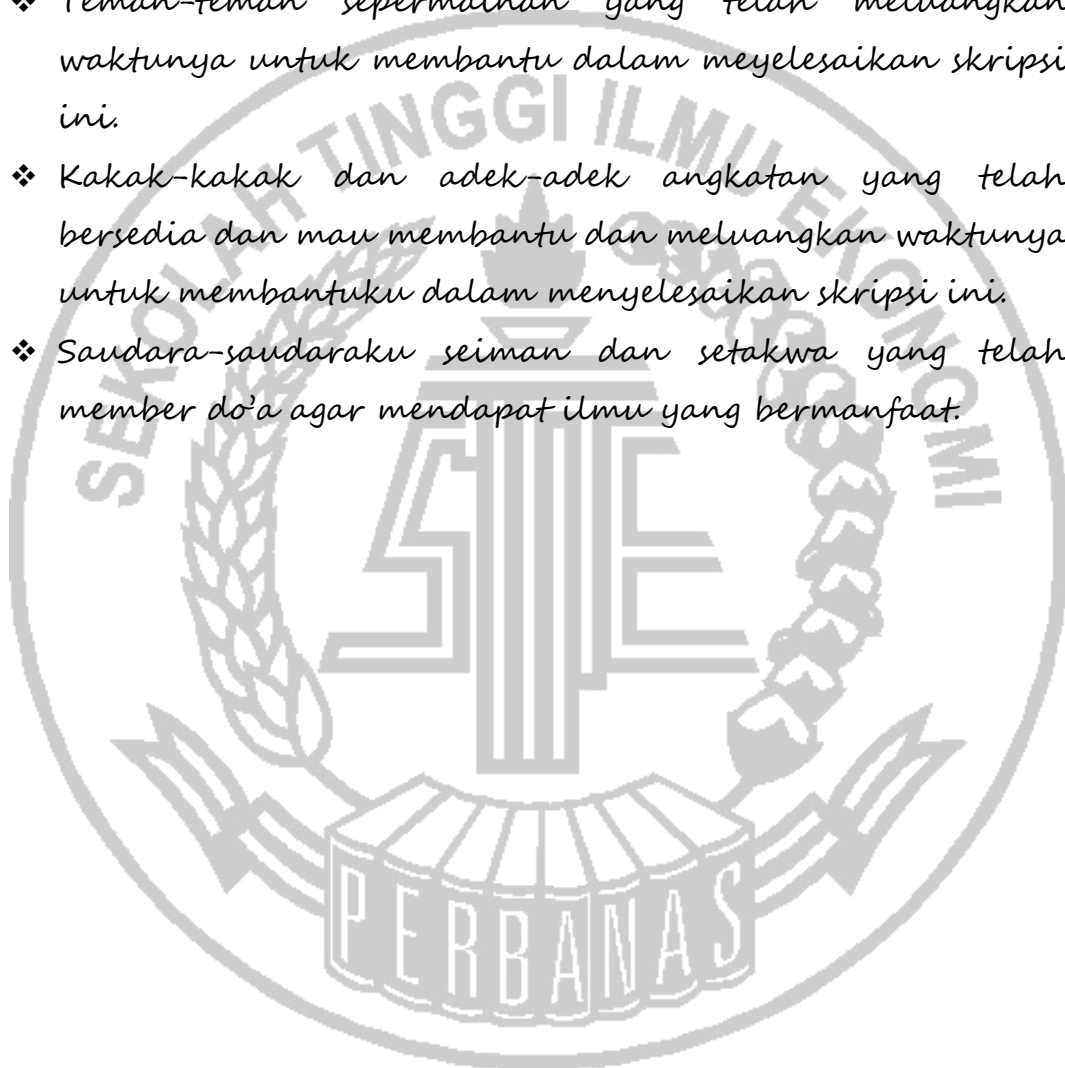 ❖ Teman-teman sepermainan yang telah meluangkan
waktunya untuk membantu dalam meyelesaikan skripsi
ini.
❖ Kakak-kakak dan adek-adek angkatan yang telah
bersedia dan mau membantu dan meluangkan waktunya
untuk membantuku dalam menyelesaikan skripsi ini.
❖ Saudara-saudaraku seiman dan setakwa yang telah
member do'a agar mendapat ilmu yang bermanfaat.
SEKOLAH TINGGI ILMU EKONOMI
PERBANAS